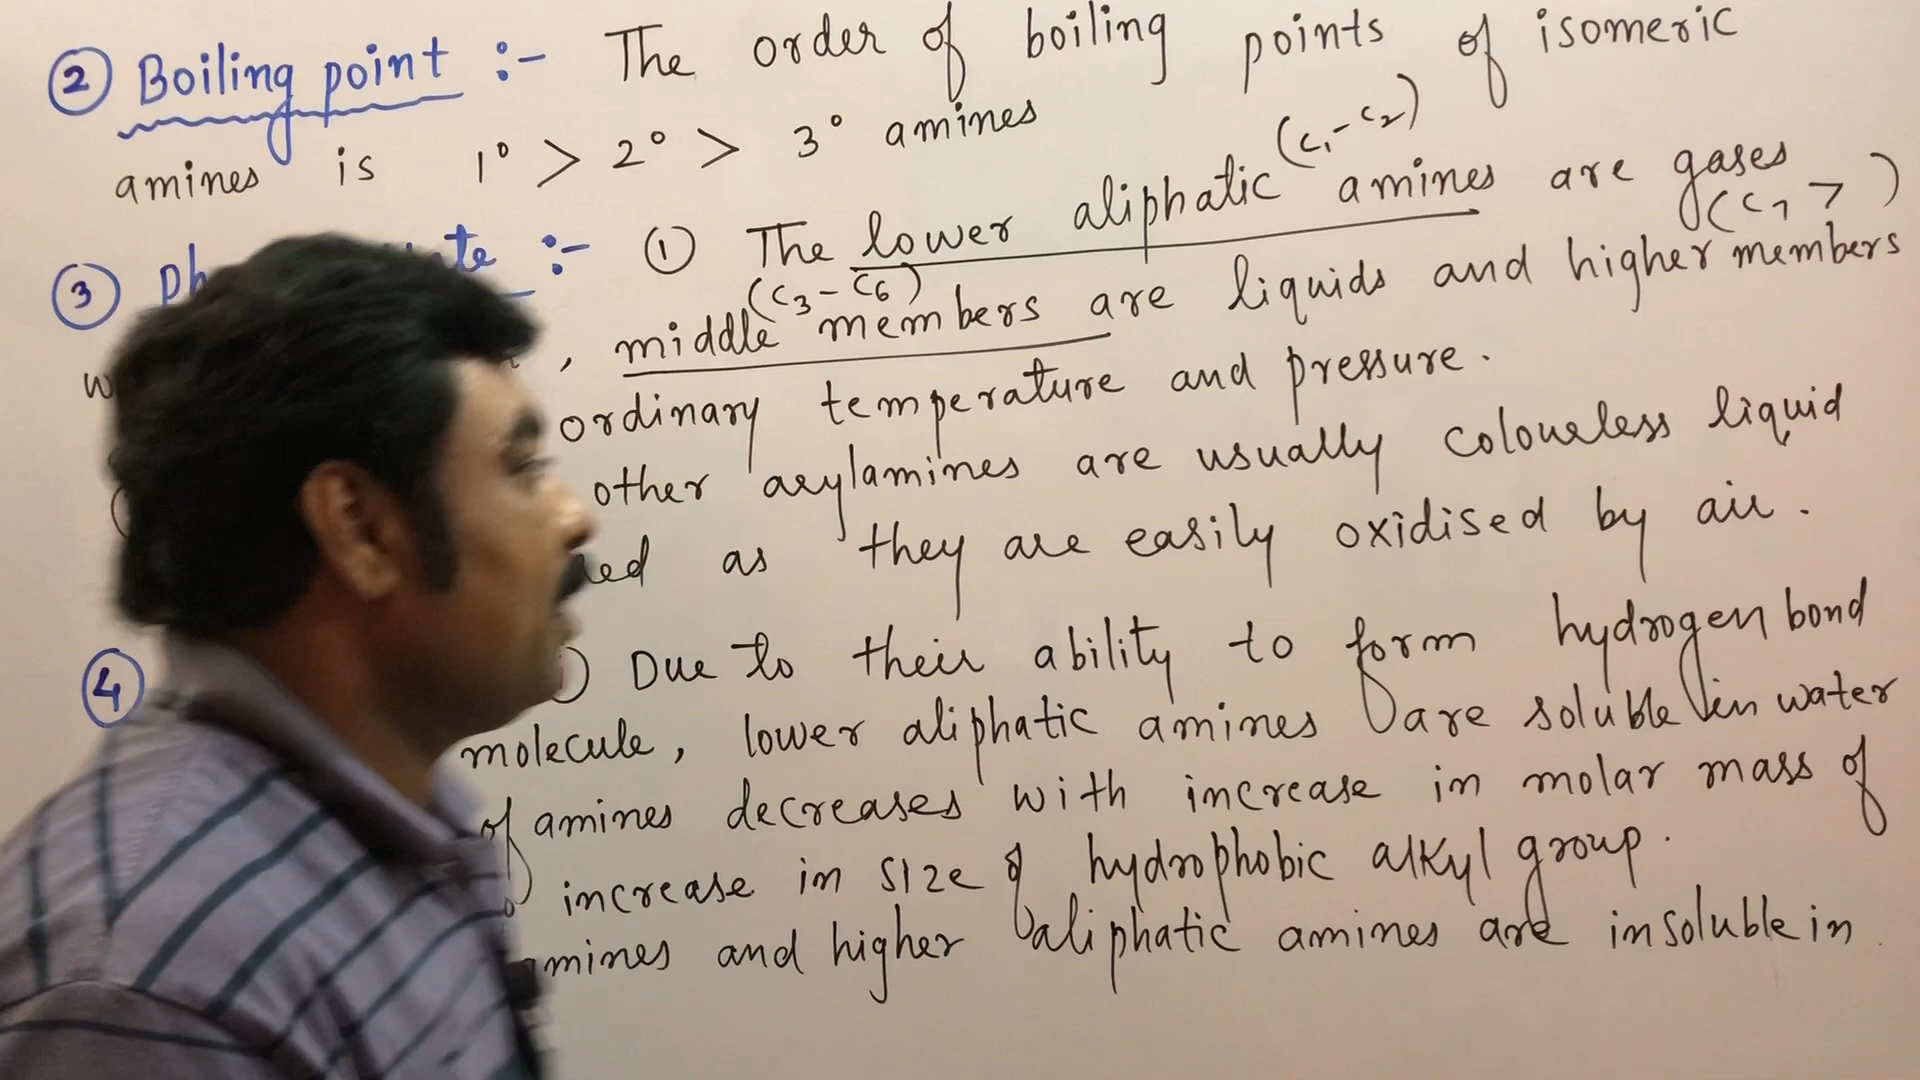 ② Boiling point :- The order of boiling points of isomeric
amines is 1° > 2° > 3° amines
(C₁-C₂)
③ ① The lower aliphatic amines are gases
(C₃-C₆) (C₇ > )
, middle members are liquids and higher members
ordinary temperature and pressure.
other arylamines are usually colourless liquid
as they are easily oxidised by air.
④ Due to their ability to form hydrogen bond
molecule, lower aliphatic amines are soluble in water
of amines decreases with increase in molar mass of
increase in size of hydrophobic alkyl group.
and higher aliphatic amines are insoluble in